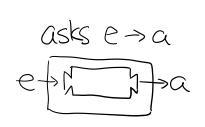 asks e → a
e → → a